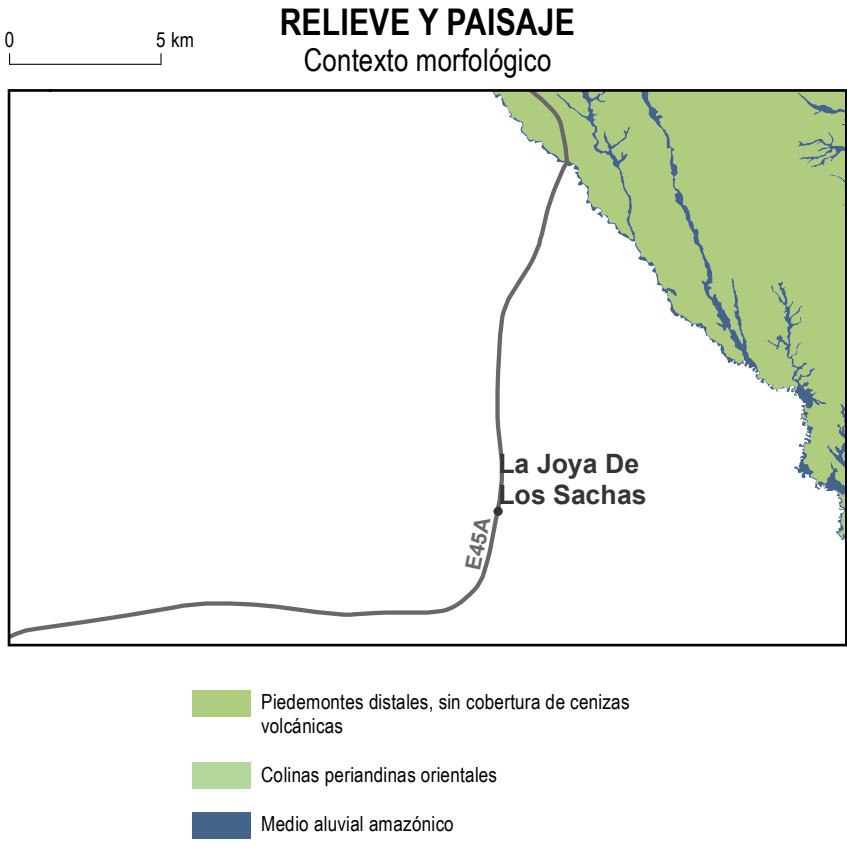 RELIEVE Y PAISAJE
Contexto morfológico
0 5 km
La Joya De
Los Sachas
E45A
Piedemontes distales, sin cobertura de cenizas
volcánicas
Colinas periandinas orientales
Medio aluvial amazónico